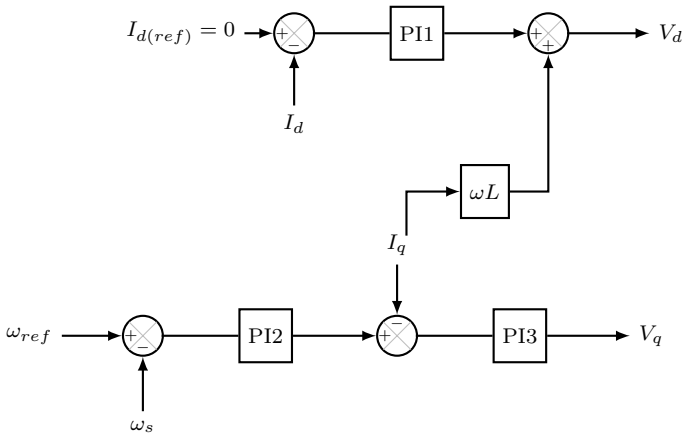 I_{d(ref)} = 0
+
−
PI1
+
+
V_d
I_d
ωL
I_q
ω_{ref}
+
−
PI2
−
+
PI3
V_q
ω_s